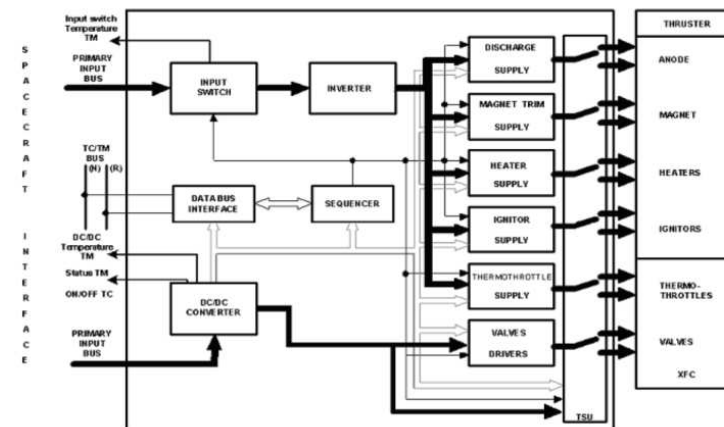 SPACECRAFT INTERFACE
Input switch
Temperature
TM
PRIMARY
INPUT
BUS
INPUT
SWITCH
INVERTER
DISCHARGE
SUPPLY
MAGNET TRIM
SUPPLY
HEATER
SUPPLY
IGNITOR
SUPPLY
THERMOTHROTTLE
SUPPLY
VALVES
DRIVERS
TSU
THRUSTER
ANODE
MAGNET
HEATERS
IGNITORS
THERMO-
THROTTLES
VALVES
XFC
TC/TM
BUS
(N) (R)
DATA BUS
INTERFACE
SEQUENCER
DC/DC
Temperature
TM
Status TM
ON/OFF TC
DC/DC
CONVERTER
PRIMARY
INPUT
BUS